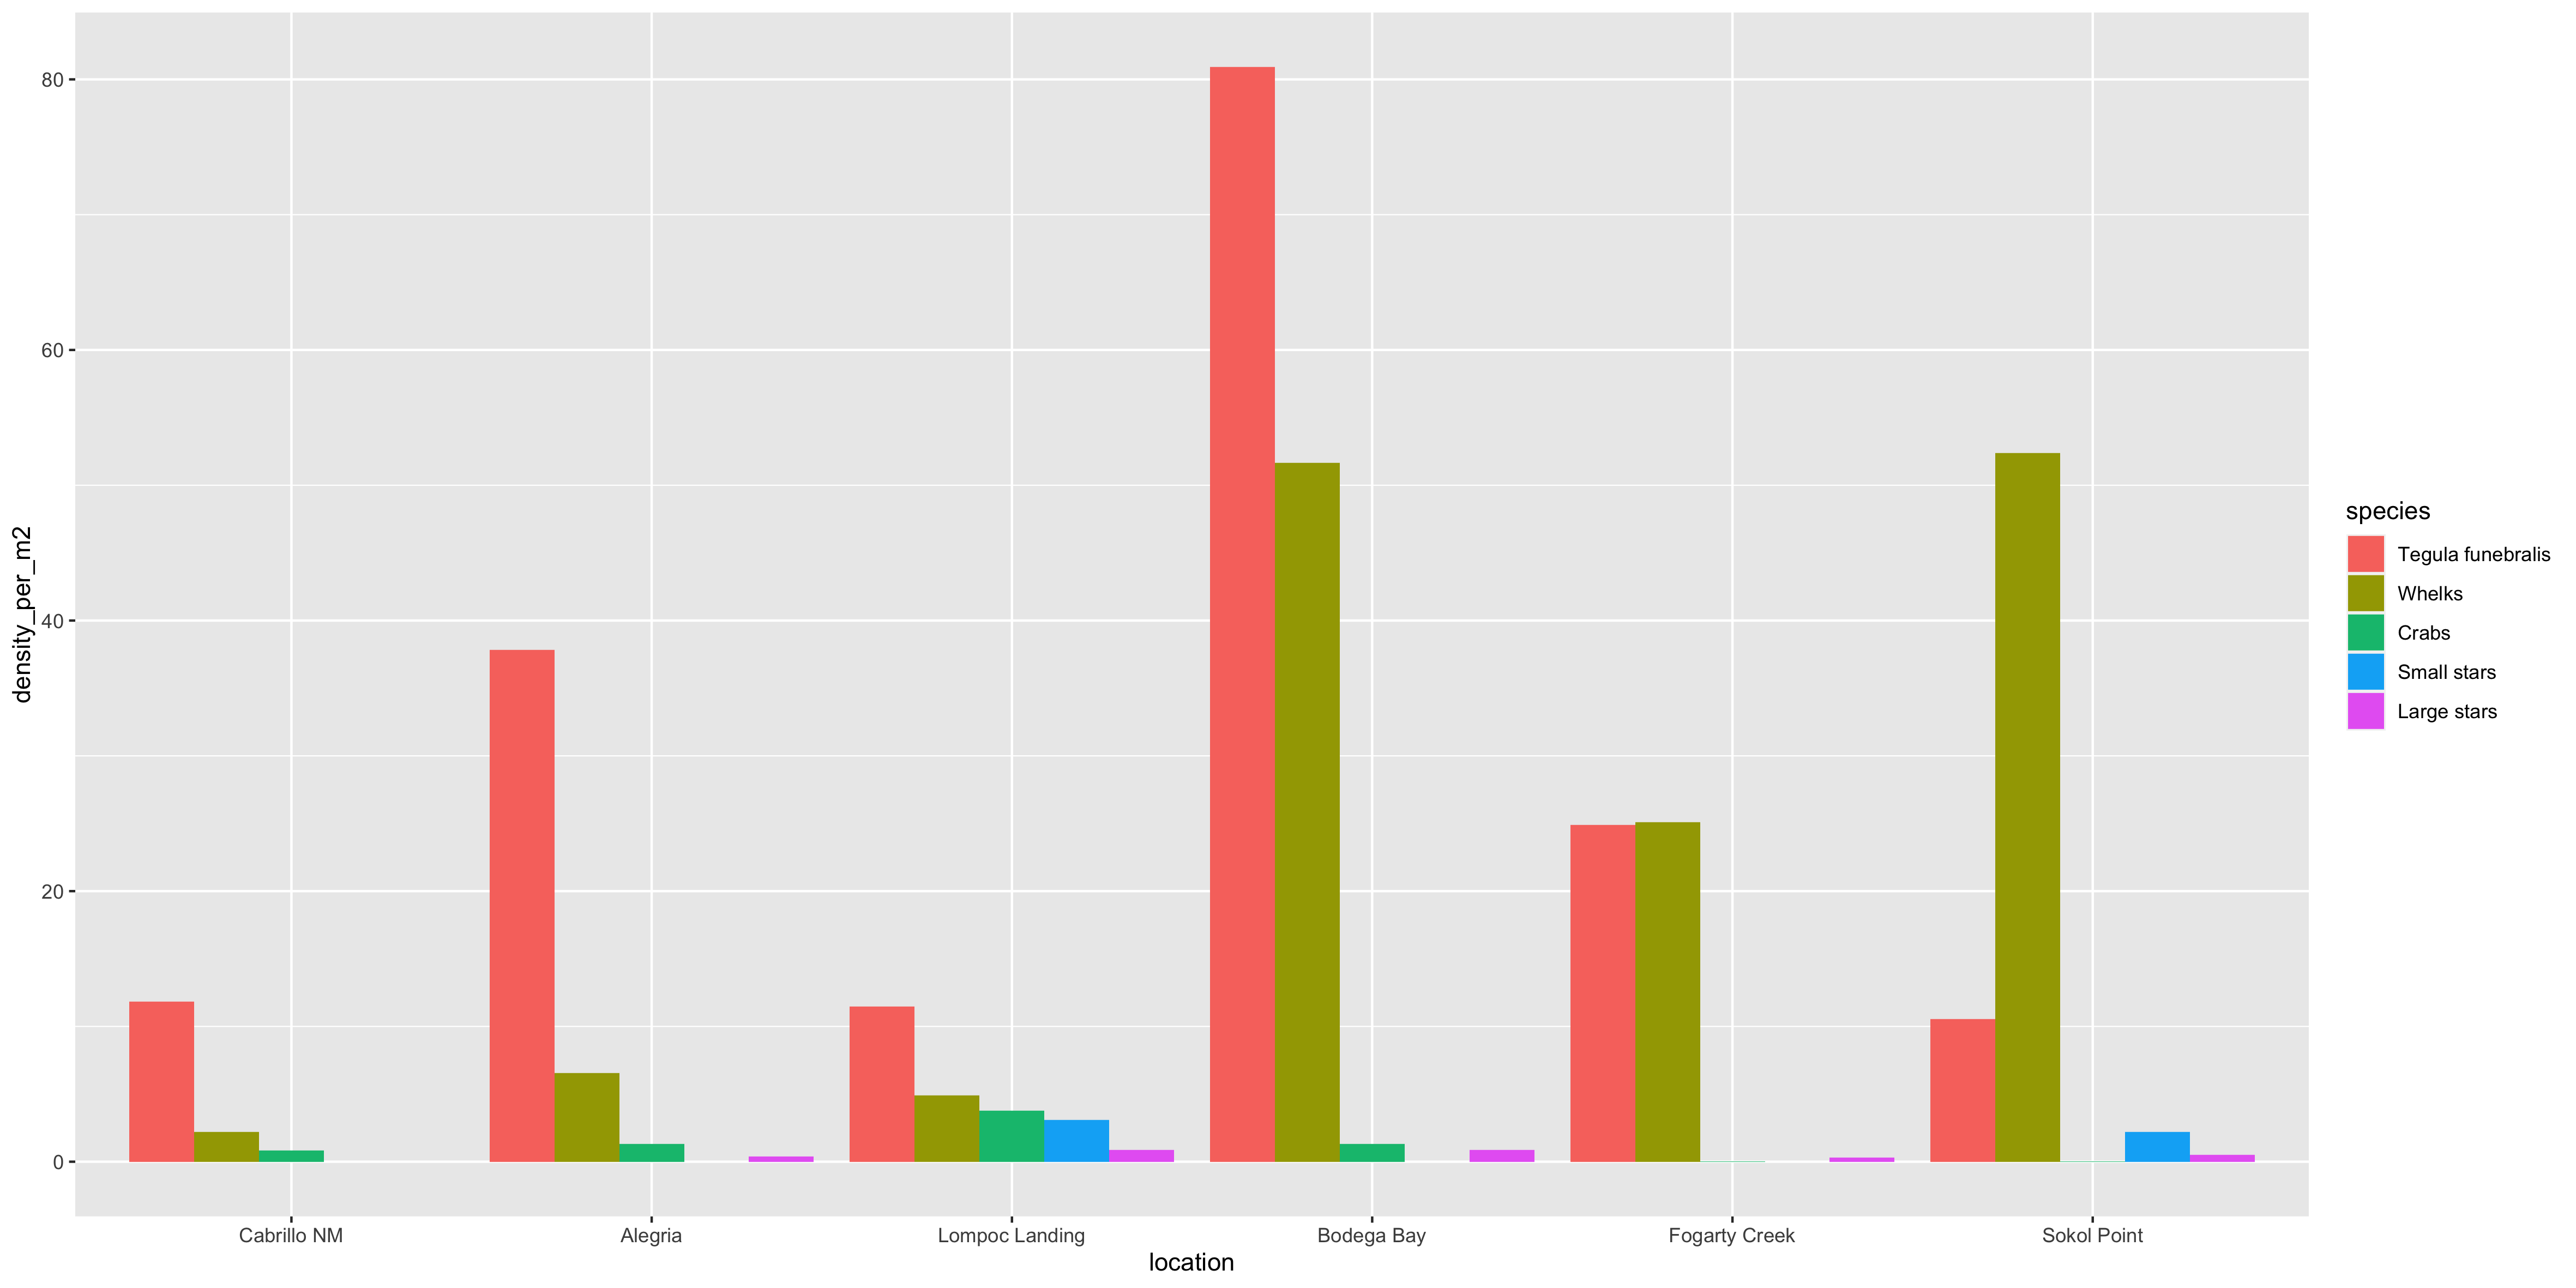 80
60
40
20
0
density_per_m2
Cabrillo NM
Alegria
Lompoc Landing
Bodega Bay
Fogarty Creek
Sokol Point
location
species
Tegula funebralis
Whelks
Crabs
Small stars
Large stars